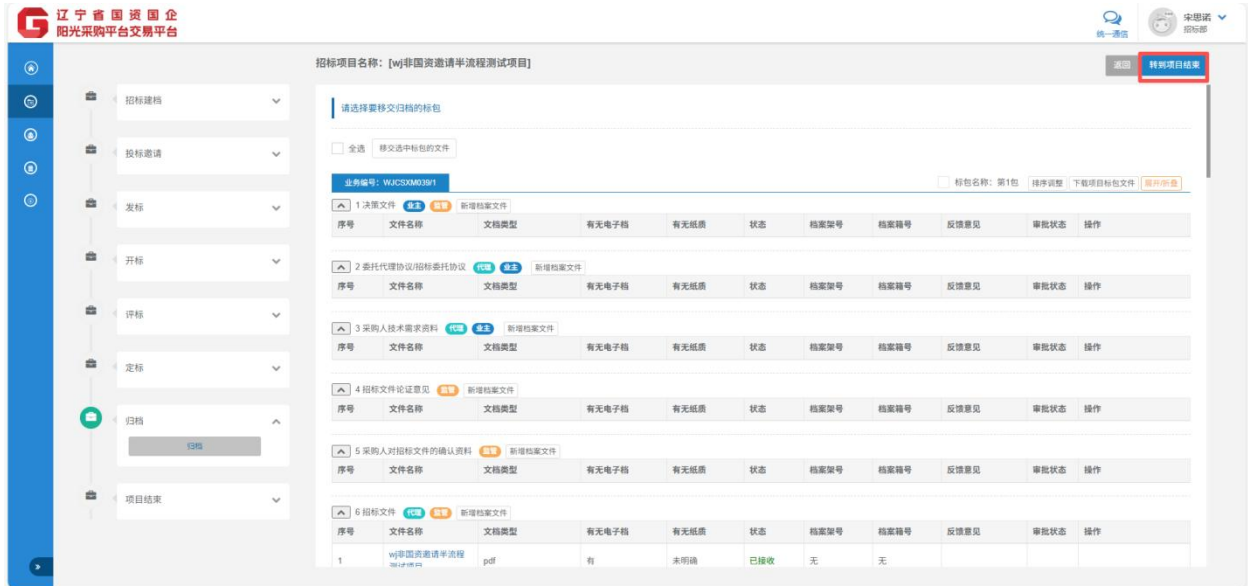 辽宁省国资国企
阳光采购平台交易平台
统一通信
宋思诺
招标部
招标项目名称：[wj非国资邀请半流程测试项目]
返回
转到项目结束
招标建档
投标邀请
发标
开标
评标
定标
归档
归档
项目结束
请选择要移交归档的标包
全选 移交选中标包的文件
业务编号：WJCSXM039/1 标包名称：第1包 排序调整 下载项目标包文件 展开/折叠
1 决策文件 业主 监管 新增档案文件
序号 文件名称 文档类型 有无电子档 有无纸质 状态 档案架号 档案箱号 反馈意见 审批状态 操作
2 委托代理协议/招标委托协议 代理 业主 新增档案文件
序号 文件名称 文档类型 有无电子档 有无纸质 状态 档案架号 档案箱号 反馈意见 审批状态 操作
3 采购人技术需求资料 代理 业主 新增档案文件
序号 文件名称 文档类型 有无电子档 有无纸质 状态 档案架号 档案箱号 反馈意见 审批状态 操作
4 招标文件论证意见 监管 新增档案文件
序号 文件名称 文档类型 有无电子档 有无纸质 状态 档案架号 档案箱号 反馈意见 审批状态 操作
5 采购人对招标文件的确认资料 监管 新增档案文件
序号 文件名称 文档类型 有无电子档 有无纸质 状态 档案架号 档案箱号 反馈意见 审批状态 操作
6 招标文件 代理 监管 新增档案文件
序号 文件名称 文档类型 有无电子档 有无纸质 状态 档案架号 档案箱号 反馈意见 审批状态 操作
1 wj非国资邀请半流程 pdf 有 未明确 已接收 无 无
测试项目